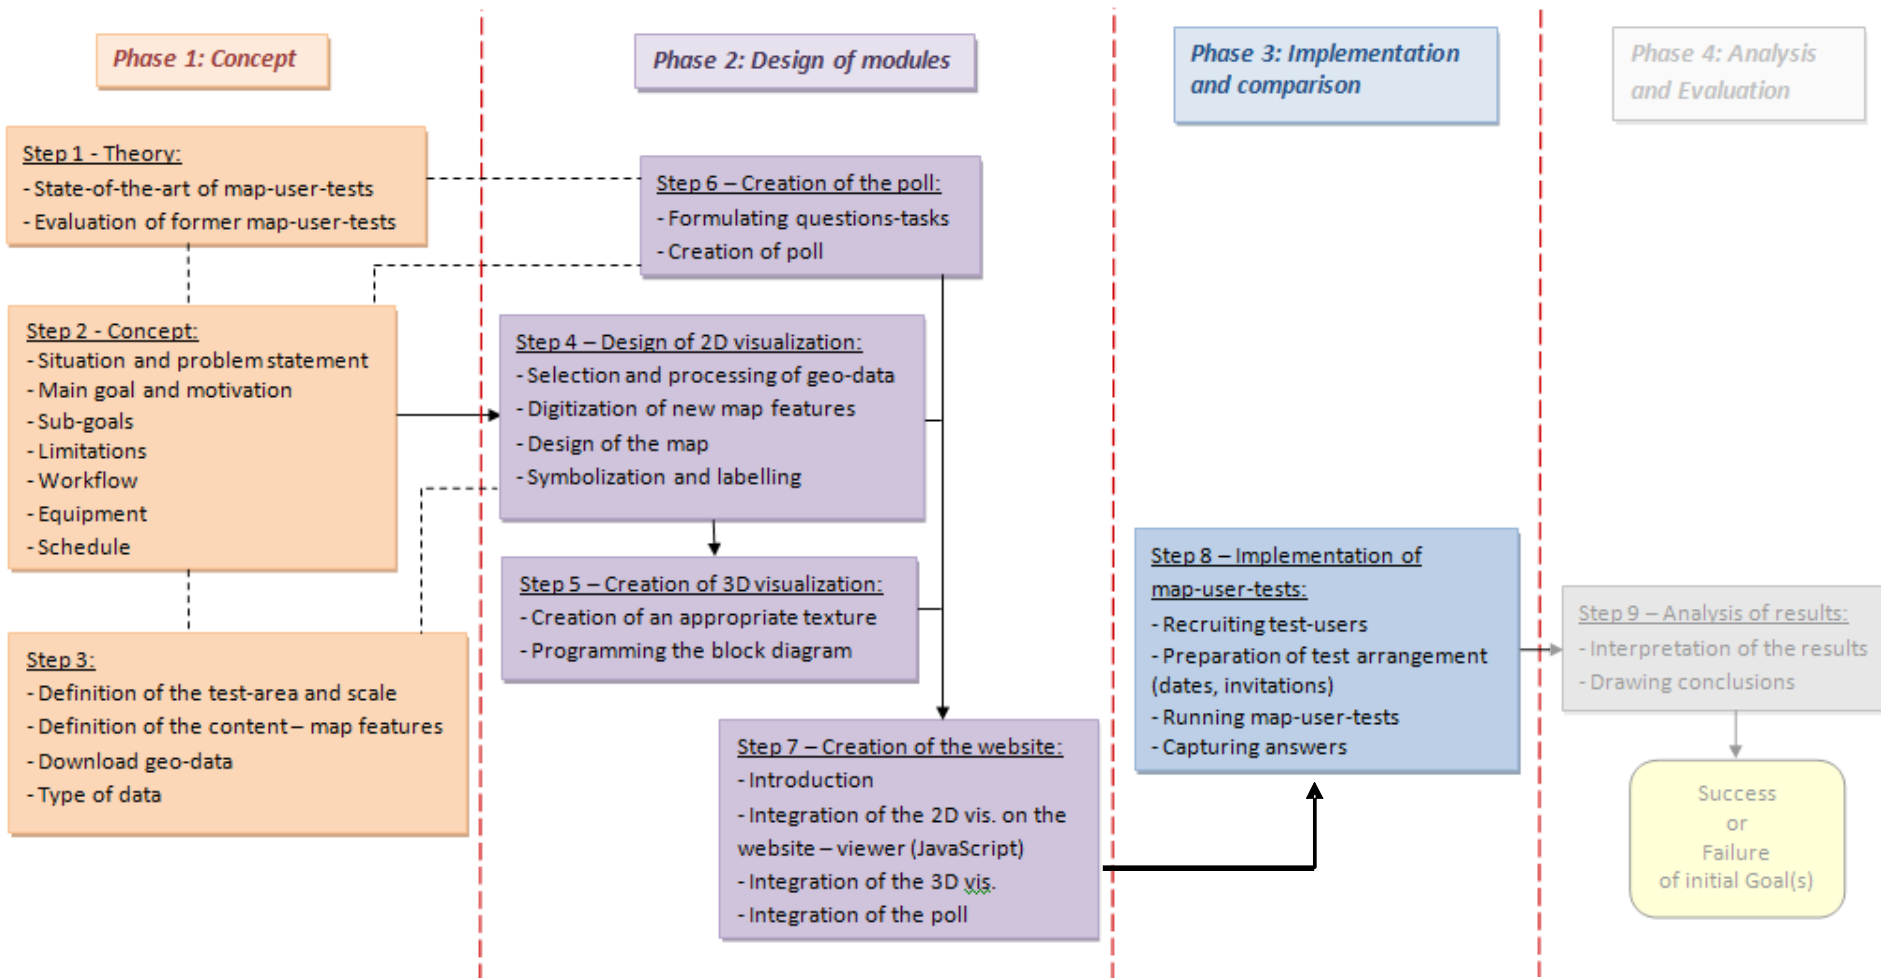 Phase 1: Concept
Phase 2: Design of modules
Phase 3: Implementation
and comparison
Phase 4: Analysis
and Evaluation
Step 1 - Theory:
- State-of-the-art of map-user-tests
- Evaluation of former map-user-tests
Step 2 - Concept:
- Situation and problem statement
- Main goal and motivation
- Sub-goals
- Limitations
- Workflow
- Equipment
- Schedule
Step 3:
- Definition of the test-area and scale
- Definition of the content – map features
- Download geo-data
- Type of data
Step 6 – Creation of the poll:
- Formulating questions-tasks
- Creation of poll
Step 4 – Design of 2D visualization:
- Selection and processing of geo-data
- Digitization of new map features
- Design of the map
- Symbolization and labelling
Step 5 – Creation of 3D visualization:
- Creation of an appropriate texture
- Programming the block diagram
Step 7 – Creation of the website:
- Introduction
- Integration of the 2D vis. on the
website – viewer (JavaScript)
- Integration of the 3D vis.
- Integration of the poll
Step 8 – Implementation of
map-user-tests:
- Recruiting test-users
- Preparation of test arrangement
(dates, invitations)
- Running map-user-tests
- Capturing answers
Step 9 – Analysis of results:
- Interpretation of the results
- Drawing conclusions
Success
or
Failure
of initial Goal(s)